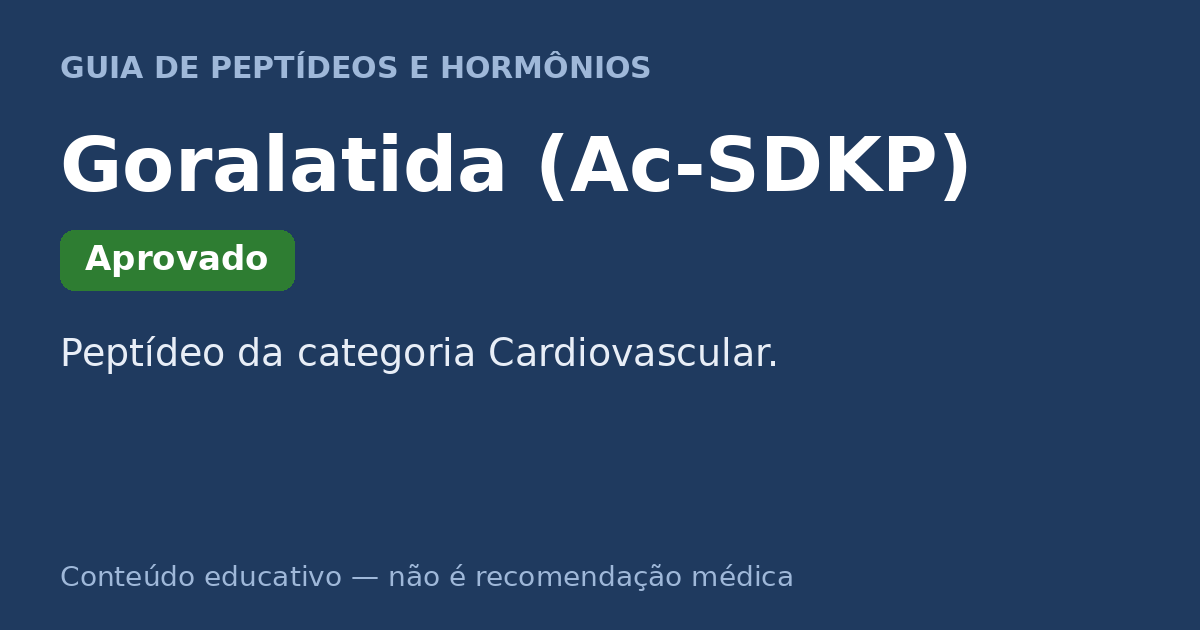 GUIA DE PEPTÍDEOS E HORMÔNIOS
Goralatida (Ac-SDKP)
Aprovado
Peptídeo da categoria Cardiovascular.
Conteúdo educativo — não é recomendação médica